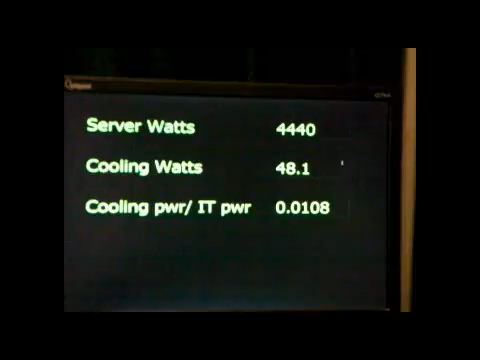 Server Watts 4440
Cooling Watts 48.1
Cooling pwr/ IT pwr 0.0108